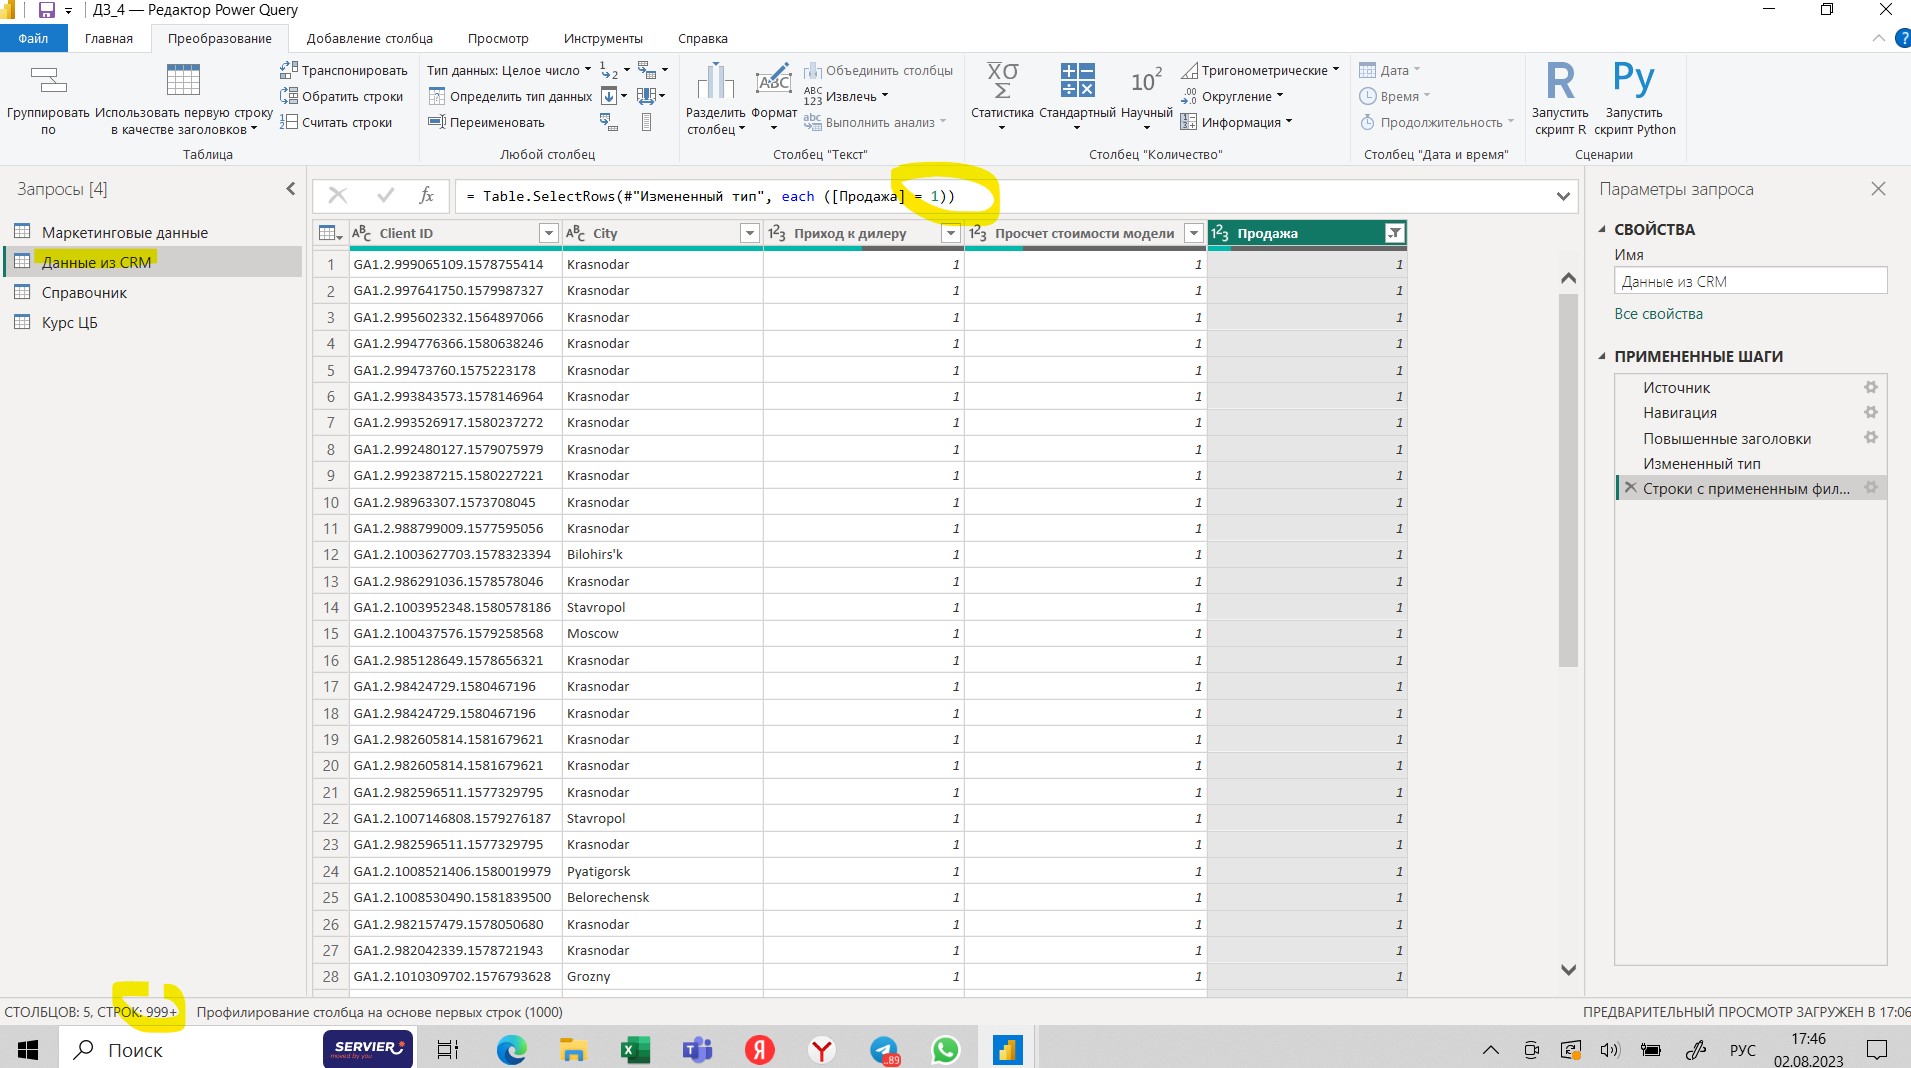 ДЗ_4 — Редактор Power Query
Файл Главная Преобразование Добавление столбца Просмотр Инструменты Справка
Группировать по
Использовать первую строку в качестве заголовков
Транспонировать
Обратить строки
Считать строки
Таблица
Тип данных: Целое число
Определить тип данных
Переименовать
Любой столбец
Разделить столбец
Формат
Объединить столбцы
Извлечь
Выполнить анализ
Столбец "Текст"
Статистика
Стандартный
Научный
Тригонометрические
Округление
Информация
Столбец "Количество"
Дата
Время
Продолжительность
Столбец "Дата и время"
Запустить скрипт R
Запустить скрипт Python
Сценарии
Запросы [4]
Маркетинговые данные
Данные из CRM
Справочник
Курс ЦБ
= Table.SelectRows(#"Измененный тип", each ([Продажа] = 1))
Client ID City Приход к дилеру Просчет стоимости модели Продажа
1 GA1.2.999065109.1578755414 Krasnodar 1 1 1
2 GA1.2.997641750.1579987327 Krasnodar 1 1 1
3 GA1.2.995602332.1564897066 Krasnodar 1 1 1
4 GA1.2.994776366.1580638246 Krasnodar 1 1 1
5 GA1.2.99473760.1575223178 Krasnodar 1 1 1
6 GA1.2.993843573.1578146964 Krasnodar 1 1 1
7 GA1.2.993526917.1580237272 Krasnodar 1 1 1
8 GA1.2.992480127.1579075979 Krasnodar 1 1 1
9 GA1.2.992387215.1580227221 Krasnodar 1 1 1
10 GA1.2.98963307.1573708045 Krasnodar 1 1 1
11 GA1.2.988799009.1577595056 Krasnodar 1 1 1
12 GA1.2.1003627703.1578323394 Bilohirs'k 1 1 1
13 GA1.2.986291036.1578578046 Krasnodar 1 1 1
14 GA1.2.1003952348.1580578186 Stavropol 1 1 1
15 GA1.2.100437576.1579258568 Moscow 1 1 1
16 GA1.2.985128649.1578656321 Krasnodar 1 1 1
17 GA1.2.98424729.1580467196 Krasnodar 1 1 1
18 GA1.2.98424729.1580467196 Krasnodar 1 1 1
19 GA1.2.982605814.1581679621 Krasnodar 1 1 1
20 GA1.2.982605814.1581679621 Krasnodar 1 1 1
21 GA1.2.982596511.1577329795 Krasnodar 1 1 1
22 GA1.2.1007146808.1579276187 Stavropol 1 1 1
23 GA1.2.982596511.1577329795 Krasnodar 1 1 1
24 GA1.2.1008521406.1580019979 Pyatigorsk 1 1 1
25 GA1.2.1008530490.1581839500 Belorechensk 1 1 1
26 GA1.2.982157479.1578050680 Krasnodar 1 1 1
27 GA1.2.982042339.1578721943 Krasnodar 1 1 1
28 GA1.2.1010309702.1576793628 Grozny 1 1 1
Параметры запроса
СВОЙСТВА
Имя
Данные из CRM
Все свойства
ПРИМЕНЕННЫЕ ШАГИ
Источник
Навигация
Повышенные заголовки
Измененный тип
Строки с примененным фил...
СТОЛБЦОВ: 5, СТРОК: 999+ Профилирование столбца на основе первых строк (1000) ПРЕДВАРИТЕЛЬНЫЙ ПРОСМОТР ЗАГРУЖЕН В 17:06
Поиск
SERVIER
moved by you
РУС
17:46
02.08.2023